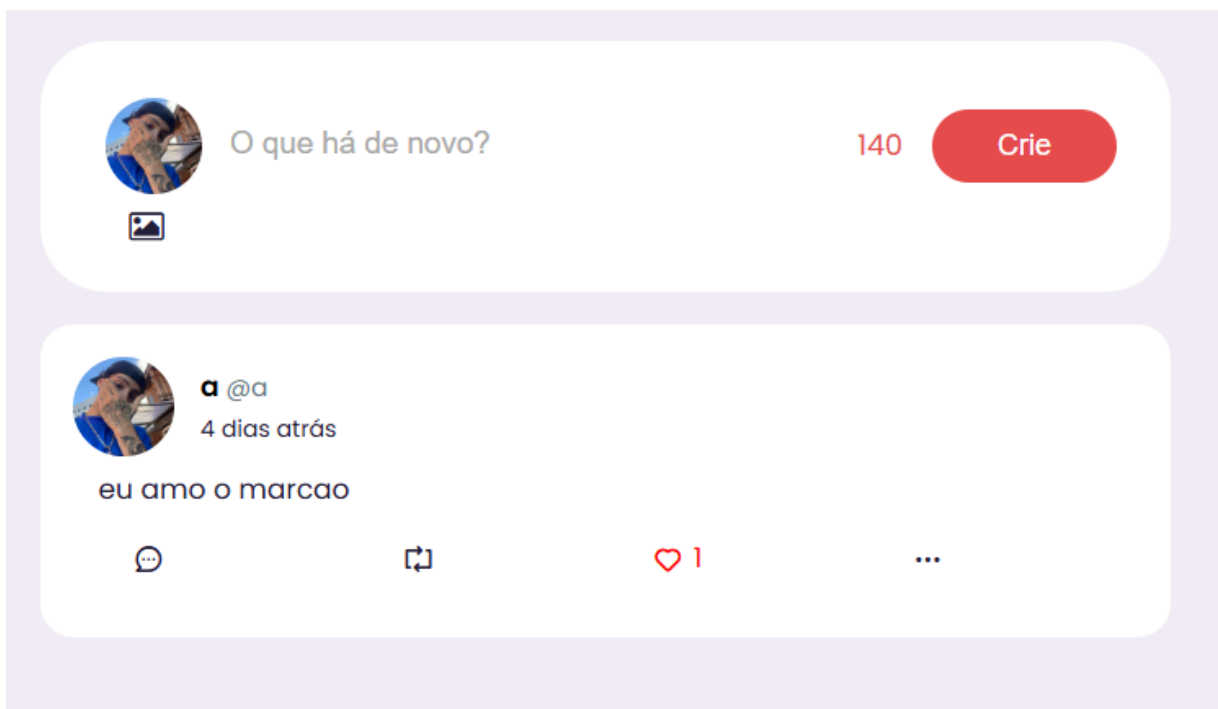 O que há de novo?
140
Crie
a @a
4 dias atrás
eu amo o marcao
1